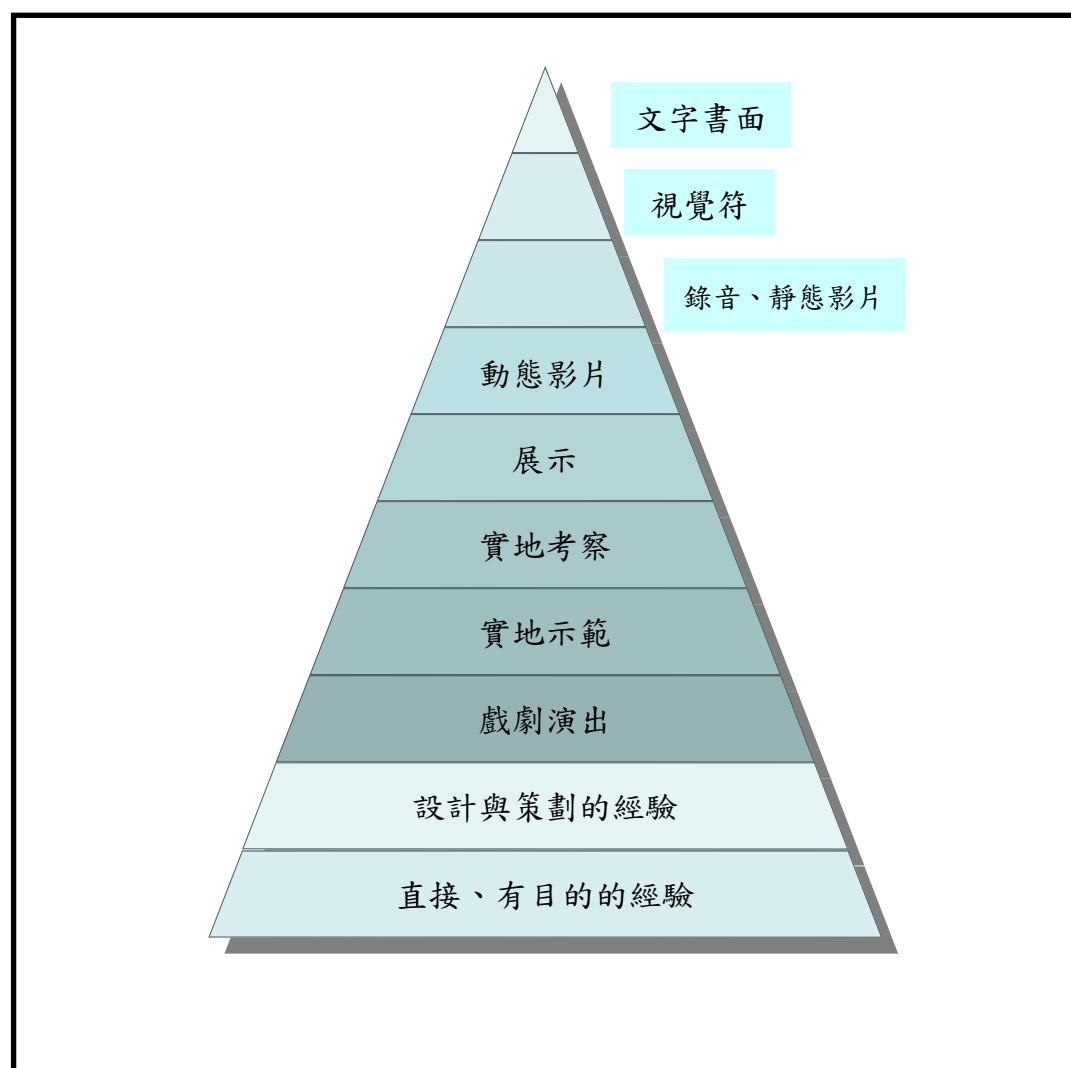 文字書面
視覺符
錄音、靜態影片
動態影片
展示
實地考察
實地示範
戲劇演出
設計與策劃的經驗
直接、有目的的經驗